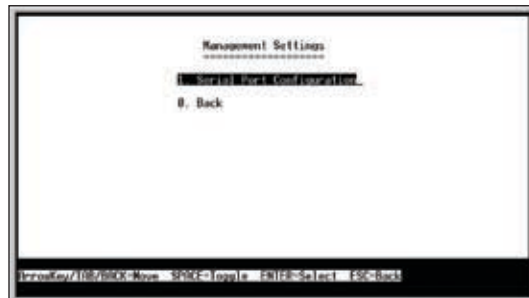 Management Settings
1. Serial Port Configuration
0. Back
ArrowKey/TAB/BACK-Move SPACE-Toggle ENTER-Select ESC-Back